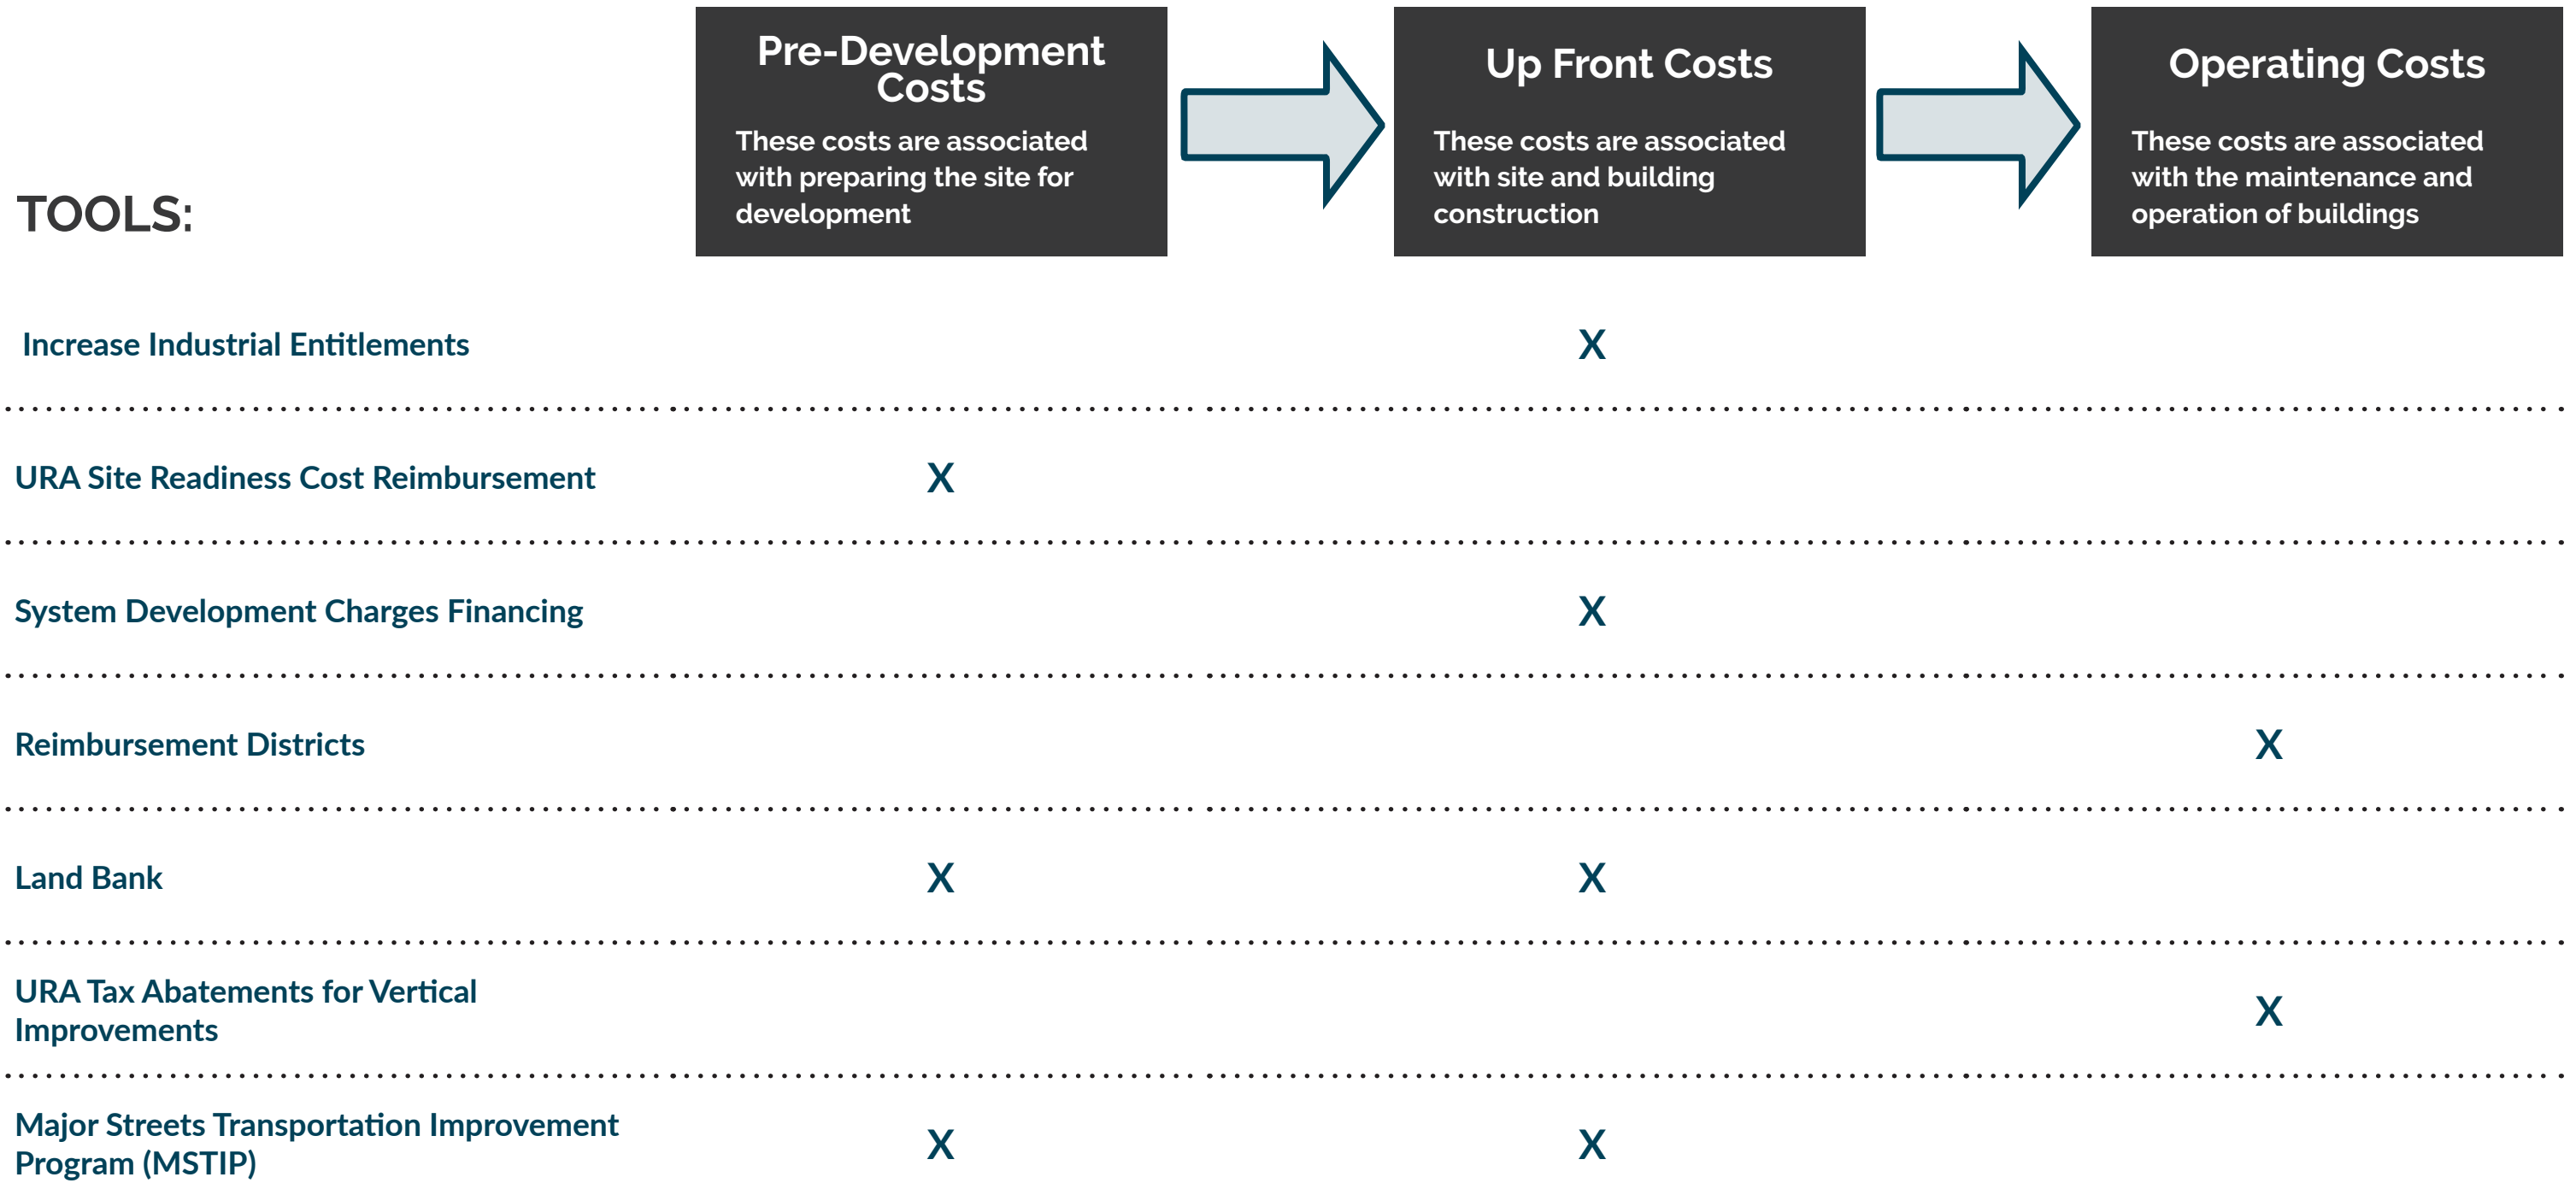 Pre-Development
Costs
These costs are associated
with preparing the site for
development
Up Front Costs
These costs are associated
with site and building
construction
Operating Costs
These costs are associated
with the maintenance and
operation of buildings
TOOLS:
Increase Industrial Entitlements
X
URA Site Readiness Cost Reimbursement
X
System Development Charges Financing
X
Reimbursement Districts
X
Land Bank
X X
URA Tax Abatements for Vertical
Improvements
X
Major Streets Transportation Improvement
Program (MSTIP)
X X